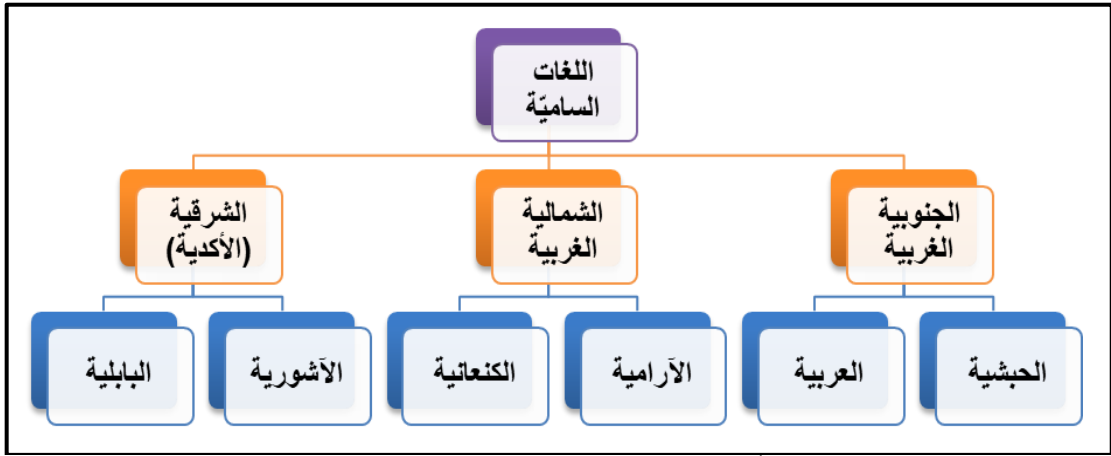 اللغات
الساميّة
الجنوبية
الغربية
الشمالية
الغربية
الشرقية
(الأكدية)
الحبشية
العربية
الآرامية
الكنعانية
الآشورية
البابلية